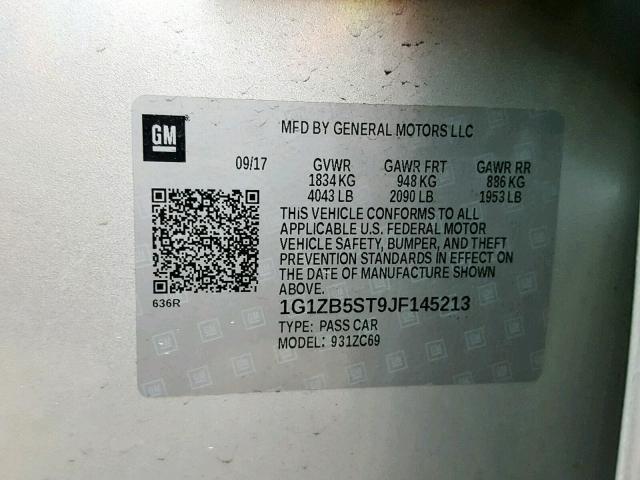 GM
MFD BY GENERAL MOTORS LLC
09/17 GVWR GAWR FRT GAWR RR
1834 KG 948 KG 886 KG
4043 LB 2090 LB 1953 LB
THIS VEHICLE CONFORMS TO ALL
APPLICABLE U.S. FEDERAL MOTOR
VEHICLE SAFETY, BUMPER, AND THEFT
PREVENTION STANDARDS IN EFFECT ON
THE DATE OF MANUFACTURE SHOWN
ABOVE.
636R
1G1ZB5ST9JF145213
TYPE: PASS CAR
MODEL: 931ZC69